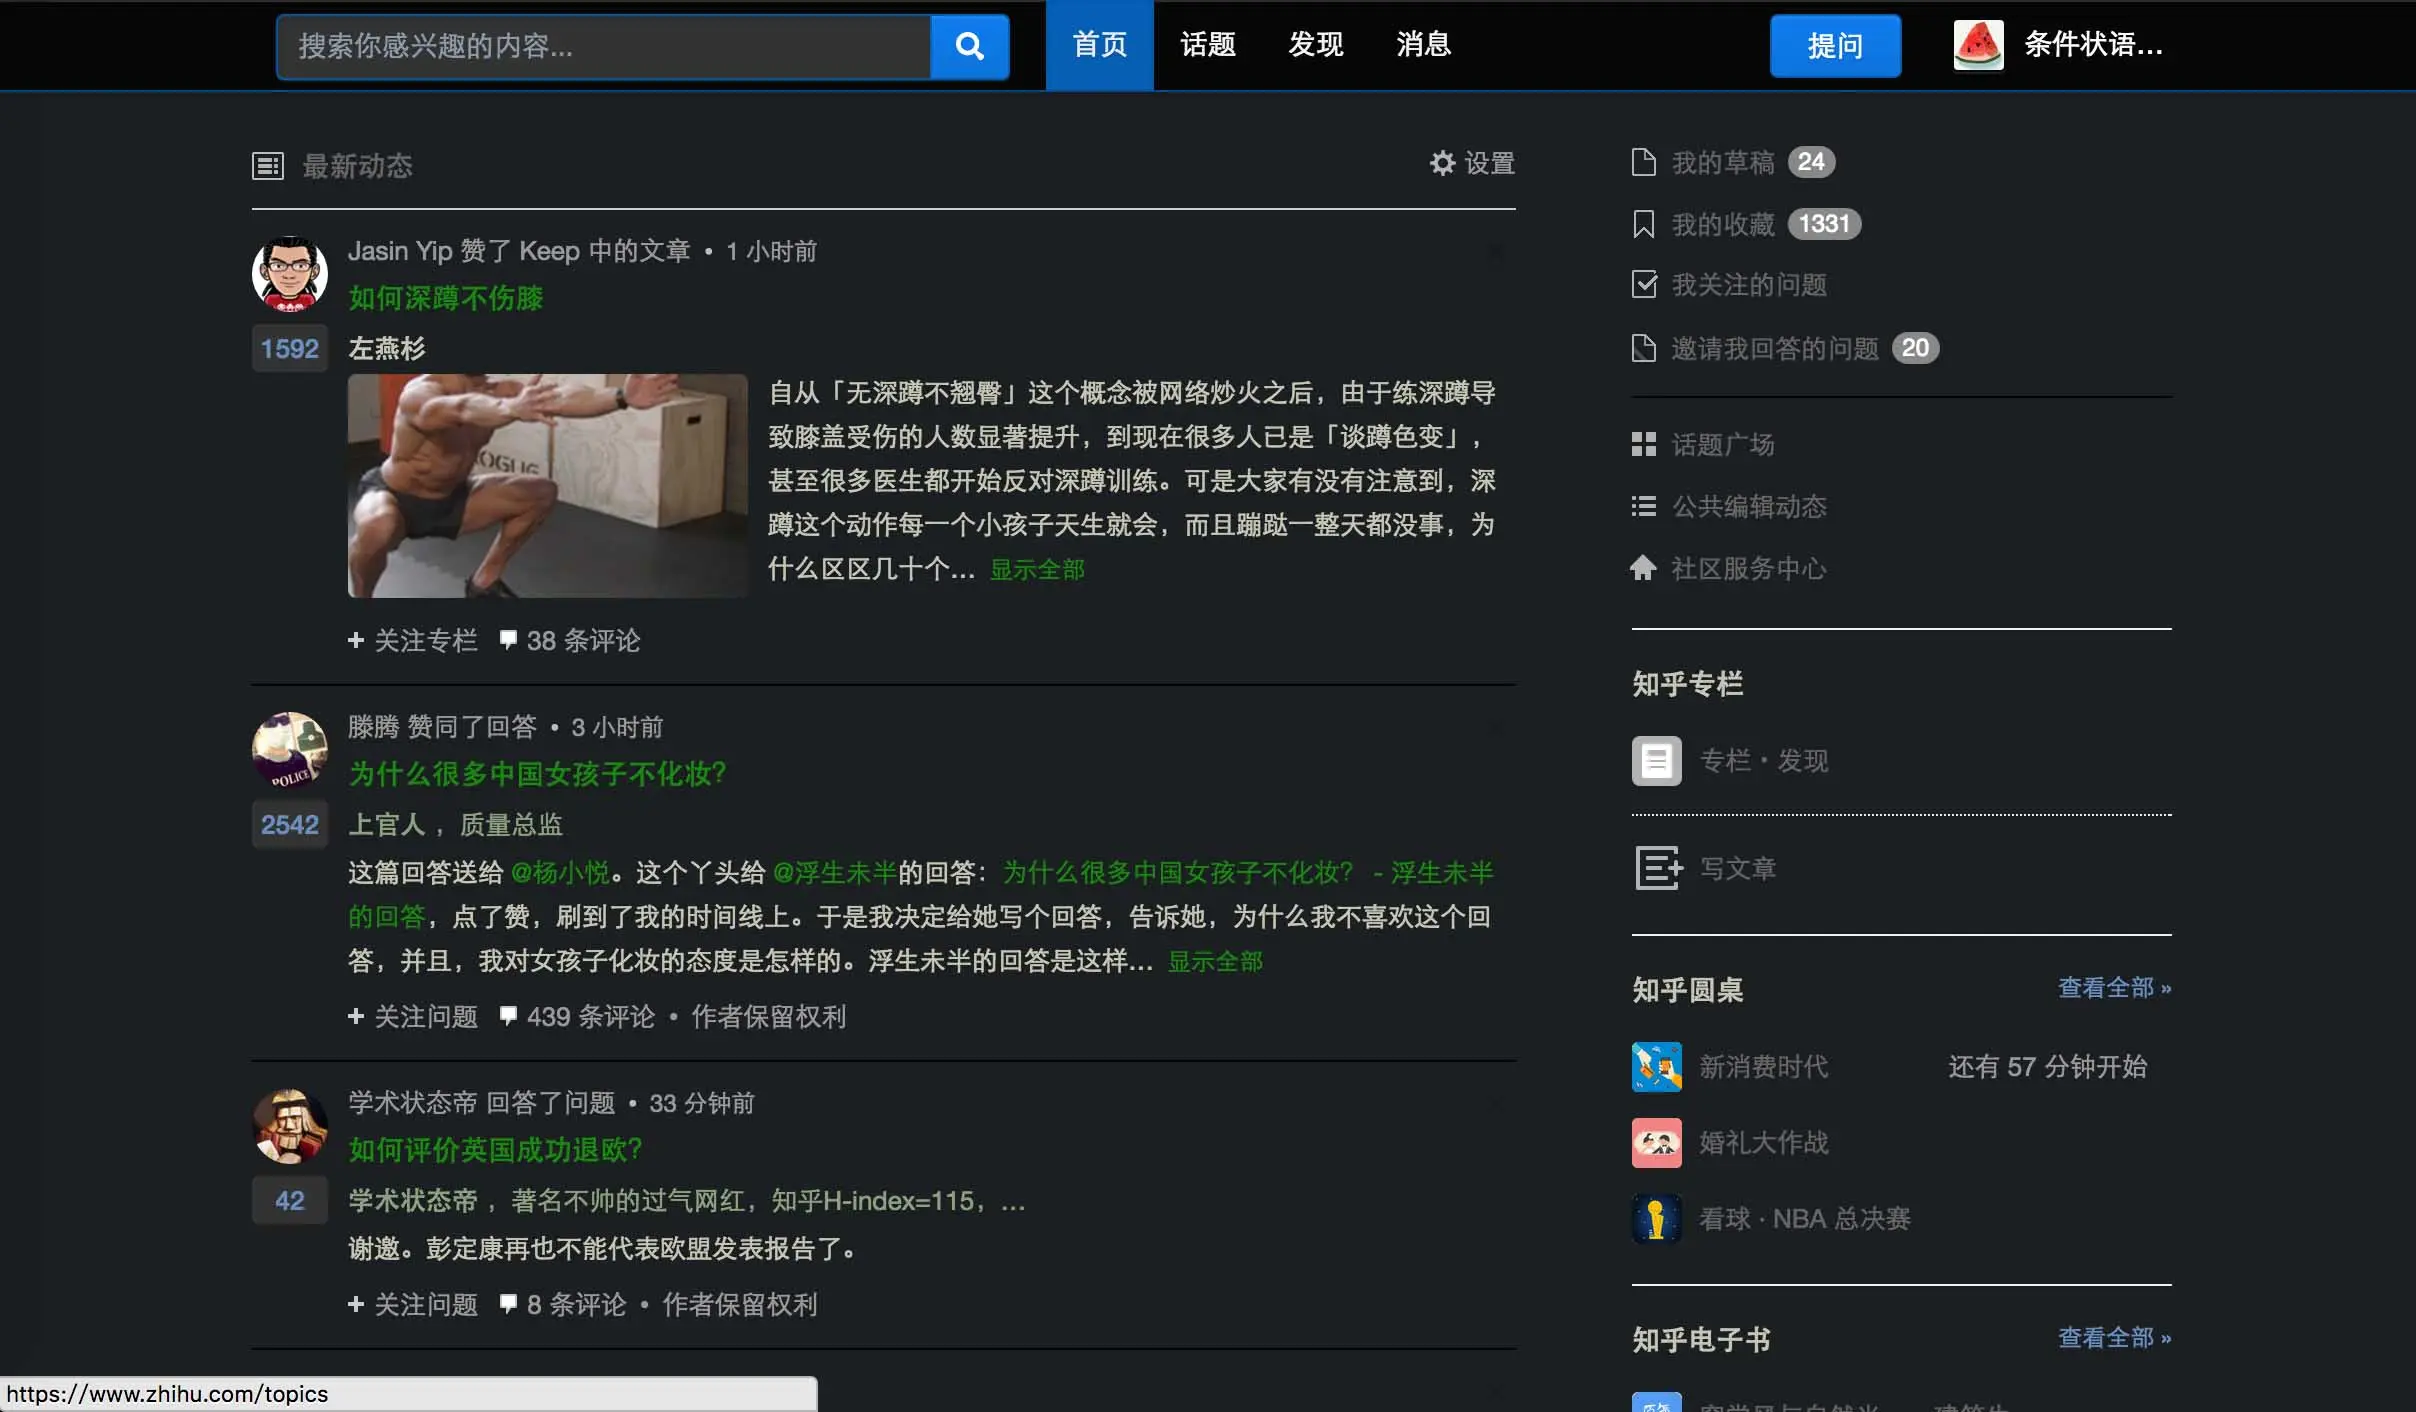 搜索你感兴趣的内容...
首页
话题
发现
消息
提问
条件状语...
最新动态
设置
Jasin Yip 赞了 Keep 中的文章 • 1 小时前
如何深蹲不伤膝
1592
左燕杉
自从「无深蹲不翘臀」这个概念被网络炒火之后，由于练深蹲导
致膝盖受伤的人数显著提升，到现在很多人已是「谈蹲色变」，
甚至很多医生都开始反对深蹲训练。可是大家有没有注意到，深
蹲这个动作每一个小孩子天生就会，而且蹦跶一整天都没事，为
什么区区几十个... 显示全部
关注专栏 38 条评论
滕腾 赞同了回答 • 3 小时前
POLICE
为什么很多中国女孩子不化妆？
2542
上官人， 质量总监
这篇回答送给 @杨小悦。这个丫头给 @浮生未半的回答：为什么很多中国女孩子不化妆？ - 浮生未半
的回答，点了赞，刷到了我的时间线上。于是我决定给她写个回答，告诉她，为什么我不喜欢这个回
答，并且，我对女孩子化妆的态度是怎样的。浮生未半的回答是这样... 显示全部
关注问题 439 条评论 • 作者保留权利
学术状态帝 回答了问题 • 33 分钟前
如何评价英国成功退欧？
42
学术状态帝， 著名不帅的过气网红，知乎H-index=115，...
谢邀。彭定康再也不能代表欧盟发表报告了。
关注问题 8 条评论 • 作者保留权利
我的草稿 24
我的收藏 1331
我关注的问题
邀请我回答的问题 20
话题广场
公共编辑动态
社区服务中心
知乎专栏
专栏・发现
写文章
知乎圆桌
查看全部 »
新消费时代
还有 57 分钟开始
婚礼大作战
看球 · NBA 总决赛
知乎电子书
查看全部 »
https://www.zhihu.com/topics